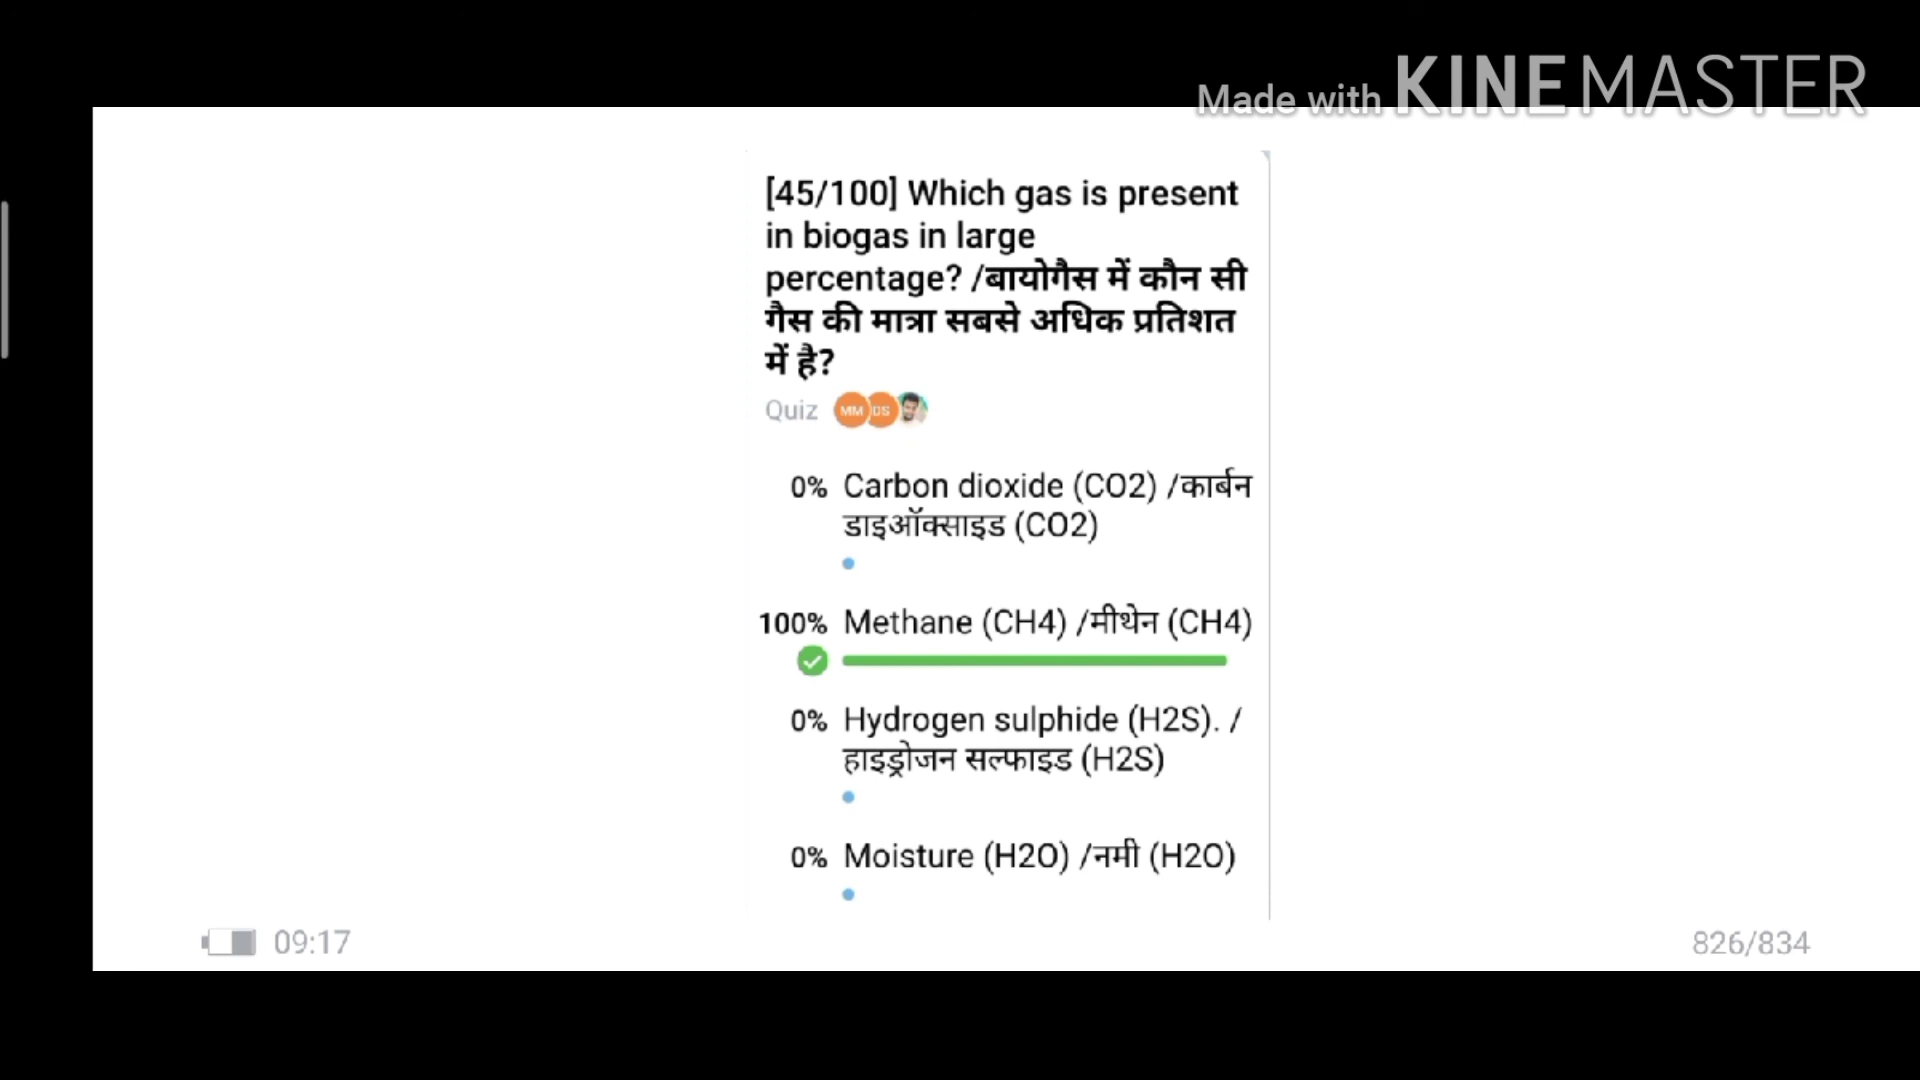 Made with KINEMASTER
[45/100] Which gas is present
in biogas in large
percentage? /बायोगैस में कौन सी
गैस की मात्रा सबसे अधिक प्रतिशत
में है?
Quiz MM DS
0% Carbon dioxide (CO2) /कार्बन
डाइऑक्साइड (CO2)
100% Methane (CH4) /मीथेन (CH4)
0% Hydrogen sulphide (H2S). /
हाइड्रोजन सल्फाइड (H2S)
0% Moisture (H2O) /नमी (H2O)
09:17
826/834